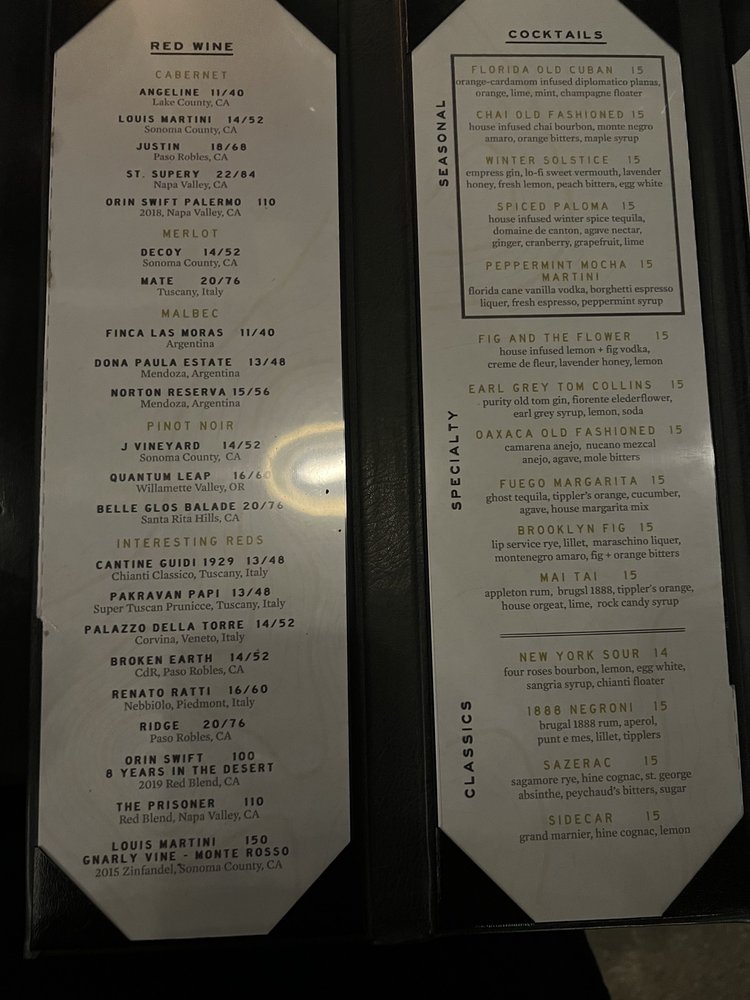 RED WINE
CABERNET
ANGELINE 11/40
Lake County, CA
LOUIS MARTINI 14/52
Sonoma County, CA
JUSTIN 18/68
Paso Robles, CA
ST. SUPERY 22/84
Napa Valley, CA
ORIN SWIFT PALERMO 110
2018, Napa Valley, CA
MERLOT
DECOY 14/52
Sonoma County, CA
MATE 20/76
Tuscany, Italy
MALBEC
FINCA LAS MORAS 11/40
Argentina
DONA PAULA ESTATE 13/48
Mendoza, Argentina
NORTON RESERVA 15/56
Mendoza, Argentina
PINOT NOIR
J VINEYARD 14/52
Sonoma County, CA
QUANTUM LEAP 16/60
Willamette Valley, OR
BELLE GLOS BALADE 20/76
Santa Rita Hills, CA
INTERESTING REDS
CANTINE GUIDI 1929 13/48
Chianti Classico, Tuscany, Italy
PAKRAVAN PAPI 13/48
Super Tuscan Prunicce, Tuscany, Italy
PALAZZO DELLA TORRE 14/52
Corvina, Veneto, Italy
BROKEN EARTH 14/52
CdR, Paso Robles, CA
RENATO RATTI 16/60
Nebbi0lo, Piedmont, Italy
RIDGE 20/76
Paso Robles, CA
ORIN SWIFT 100
8 YEARS IN THE DESERT
2019 Red Blend, CA
THE PRISONER 110
Red Blend, Napa Valley, CA
LOUIS MARTINI 150
GNARLY VINE - MONTE ROSSO
2015 Zinfandel, Sonoma County, CA
COCKTAILS
SEASONAL
FLORIDA OLD CUBAN 15
orange-cardamom infused diplomatico planas,
orange, lime, mint, champagne floater
CHAI OLD FASHIONED 15
house infused chai bourbon, monte negro
amaro, orange bitters, maple syrup
WINTER SOLSTICE 15
empress gin, lo-fi sweet vermouth, lavender
honey, fresh lemon, peach bitters, egg white
SPICED PALOMA 15
house infused winter spice tequila,
domaine de canton, agave nectar,
ginger, cranberry, grapefruit, lime
PEPPERMINT MOCHA 15
MARTINI
florida cane vanilla vodka, borghetti espresso
liquer, fresh espresso, peppermint syrup
SPECIALTY
FIG AND THE FLOWER 15
house infused lemon + fig vodka,
creme de fleur, lavender honey, lemon
EARL GREY TOM COLLINS 15
purity old tom gin, fiorente elederflower,
earl grey syrup, lemon, soda
OAXACA OLD FASHIONED 15
camarena anejo, nucano mezcal
anejo, agave, mole bitters
FUEGO MARGARITA 15
ghost tequila, tippler's orange, cucumber,
agave, house margarita mix
BROOKLYN FIG 15
lip service rye, lillet, maraschino liquer,
montenegro amaro, fig + orange bitters
MAI TAI 15
appleton rum, brugsl 1888, tippler's orange,
house orgeat, lime, rock candy syrup
CLASSICS
NEW YORK SOUR 14
four roses bourbon, lemon, egg white,
sangria syrup, chianti floater
1888 NEGRONI 15
brugal 1888 rum, aperol,
punt e mes, lillet, tipplers
SAZERAC 15
sagamore rye, hine cognac, st. george
absinthe, peychaud's bitters, sugar
SIDECAR 15
grand marnier, hine cognac, lemon